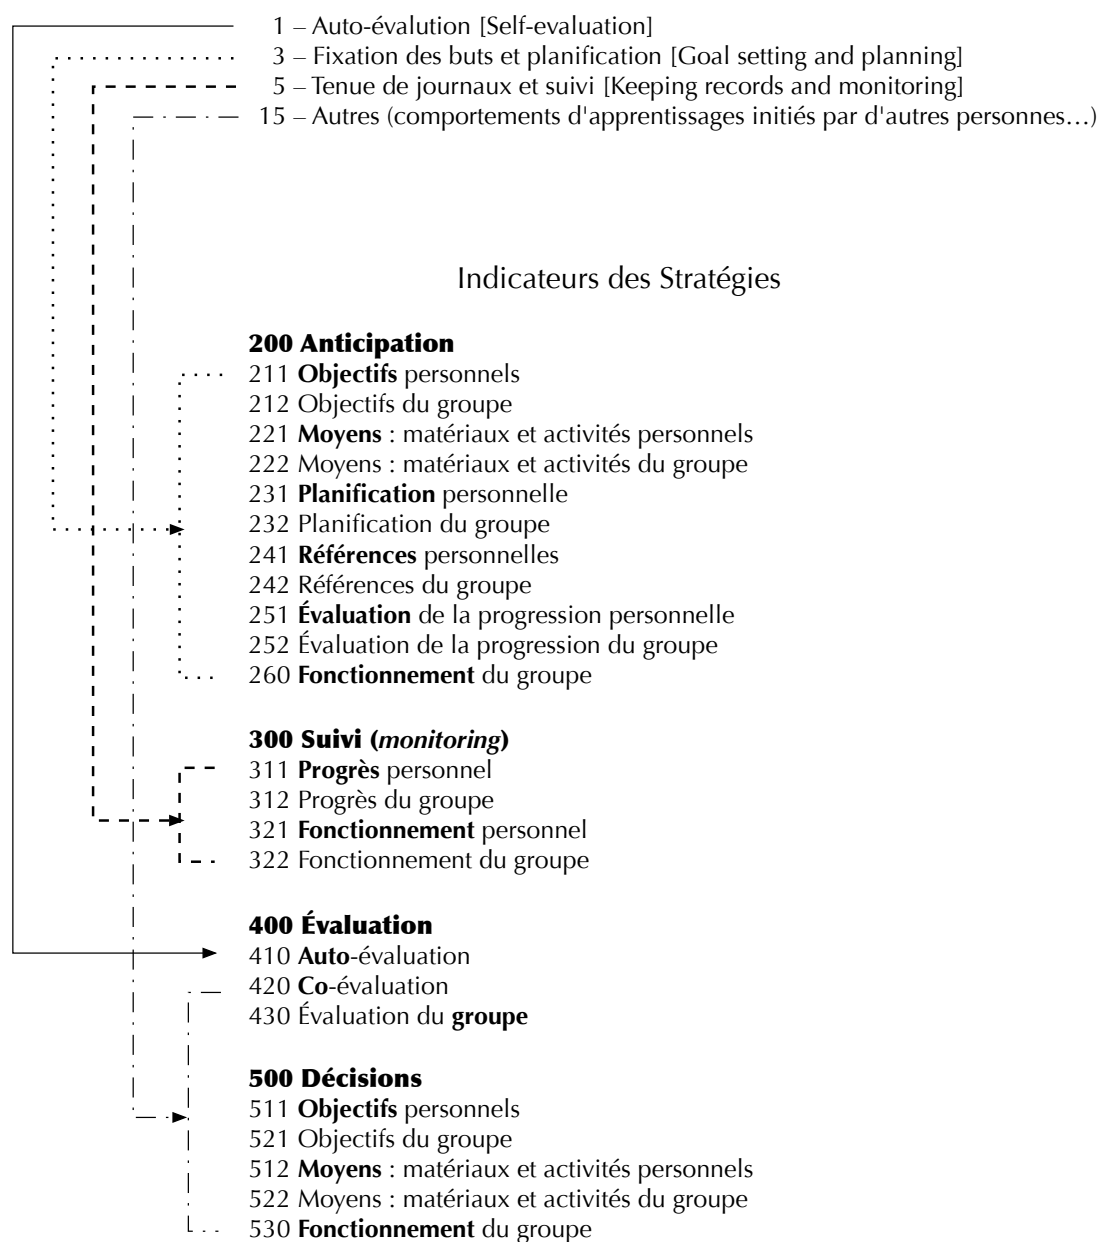 1 – Auto-évalution [Self-evaluation]
3 – Fixation des buts et planification [Goal setting and planning]
5 – Tenue de journaux et suivi [Keeping records and monitoring]
15 – Autres (comportements d'apprentissages initiés par d'autres personnes…)
Indicateurs des Stratégies
200 Anticipation
211 Objectifs personnels
212 Objectifs du groupe
221 Moyens : matériaux et activités personnels
222 Moyens : matériaux et activités du groupe
231 Planification personnelle
232 Planification du groupe
241 Références personnelles
242 Références du groupe
251 Évaluation de la progression personnelle
252 Évaluation de la progression du groupe
260 Fonctionnement du groupe
300 Suivi (monitoring)
311 Progrès personnel
312 Progrès du groupe
321 Fonctionnement personnel
322 Fonctionnement du groupe
400 Évaluation
410 Auto-évaluation
420 Co-évaluation
430 Évaluation du groupe
500 Décisions
511 Objectifs personnels
521 Objectifs du groupe
512 Moyens : matériaux et activités personnels
522 Moyens : matériaux et activités du groupe
530 Fonctionnement du groupe